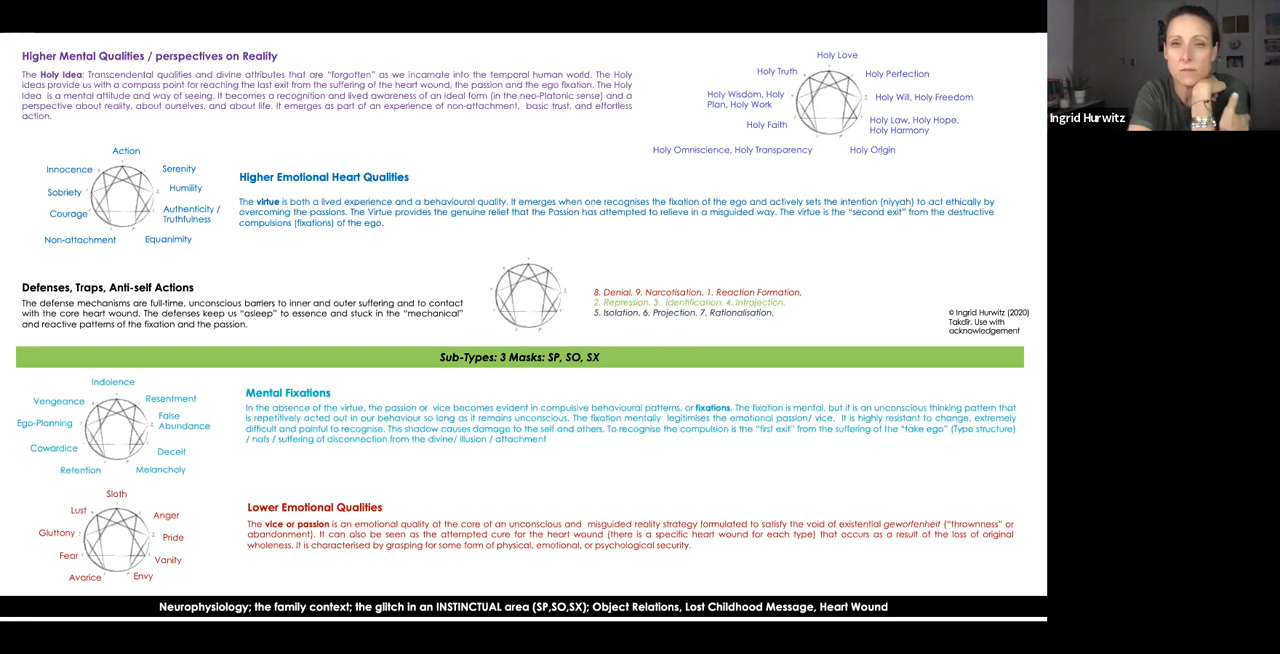 Higher Mental Qualities / perspectives on Reality
The Holy Idea: Transcendental qualities and divine attributes that are "forgotten" as we incarnate into the temporal human world. The Holy
ideas provide us with a compass point for reaching the last exit from the suffering of the heart wound, the passion and the ego fixation. The Holy
Idea is a mental attitude and way of seeing. It becomes a recognition and lived awareness of an ideal form (in the neo-Platonic sense) and a
perspective about reality, about ourselves, and about life. It emerges as part of an experience of non-attachment, basic trust, and effortless
action.
Holy Love
Holy Truth
Holy Perfection
Holy Wisdom, Holy
Plan, Holy Work
Holy Will, Holy Freedom
Holy Faith
Holy Law, Holy Hope,
Holy Harmony
Holy Omniscience, Holy Transparency
Holy Origin
Ingrid Hurwitz
Action
Innocence
Serenity
Sobriety
Humility
Courage
Authenticity /
Truthfulness
Non-attachment
Equanimity
Higher Emotional Heart Qualities
The virtue is both a lived experience and a behavioural quality. It emerges when one recognises the fixation of the ego and actively sets the intention (niyyah) to act ethically by
overcoming the passions. The Virtue provides the genuine relief that the Passion has attempted to relieve in a misguided way. The virtue is the "second exit" from the destructive
compulsions (fixations) of the ego.
Defenses, Traps, Anti-self Actions
The defense mechanisms are full-time, unconscious barriers to inner and outer suffering and to contact
with the core heart wound. The defenses keep us "asleep" to essence and stuck in the "mechanical"
and reactive patterns of the fixation and the passion.
8. Denial, 9. Narcotisation, 1. Reaction Formation,
2. Repression, 3. Identification, 4. Introjection,
5. Isolation. 6. Projection. 7. Rationalisation.
© Ingrid Hurwitz (2020)
Takdir. Use with
acknowledgement
Sub-Types: 3 Masks: SP, SO, SX
Indolence
Vengeance
Resentment
Ego-Planning
False
Abundance
Cowardice
Deceit
Retention
Melancholy
Mental Fixations
In the absence of the virtue, the passion or vice becomes evident in compulsive behavioural patterns, or fixations. The fixation is mental, but it is an unconscious thinking pattern that
is repetitively acted out in our behaviour so long as it remains unconscious. The fixation mentally legitimises the emotional passion/ vice. It is highly resistant to change, extremely
difficult and painful to recognise. This shadow causes damage to the self and others. To recognise the compulsion is the "first exit" from the suffering of the "fake ego" (Type structure)
/ nafs / suffering of disconnection from the divine/ illusion / attachment
Sloth
Lust
Anger
Gluttony
Pride
Fear
Vanity
Avarice
Envy
Lower Emotional Qualities
The vice or passion is an emotional quality at the core of an unconscious and misguided reality strategy formulated to satisfy the void of existential geworfenheit ("thrownness" or
abandonment). It can also be seen as the attempted cure for the heart wound (there is a specific heart wound for each type) that occurs as a result of the loss of original
wholeness. It is characterised by grasping for some form of physical, emotional, or psychological security.
Neurophysiology; the family context; the glitch in an INSTINCTUAL area (SP,SO,SX); Object Relations, Lost Childhood Message, Heart Wound